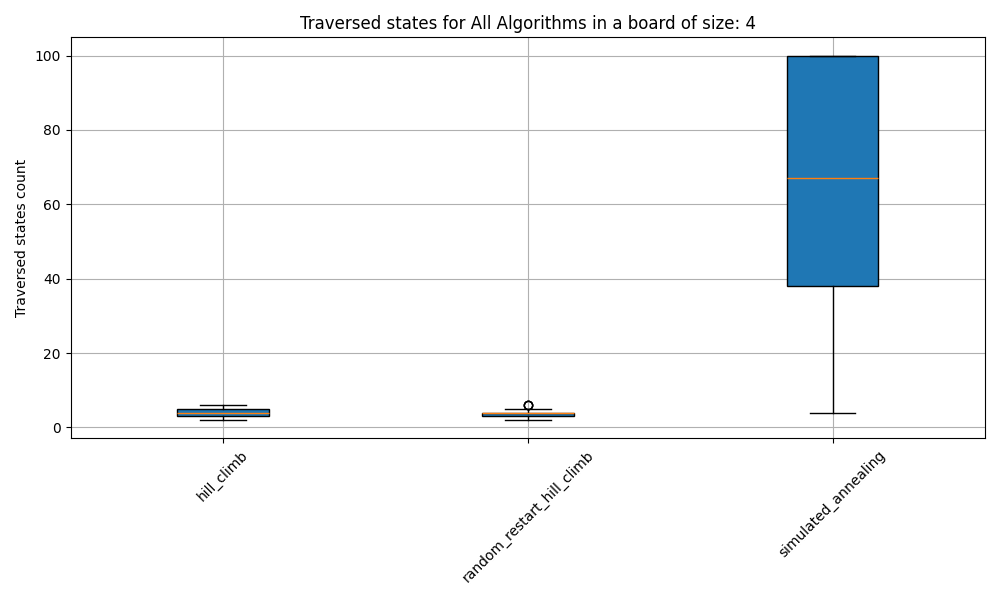 Traversed states for All Algorithms in a board of size: 4
Traversed states count
100
80
60
40
20
0
hill_climb
random_restart_hill_climb
simulated_annealing